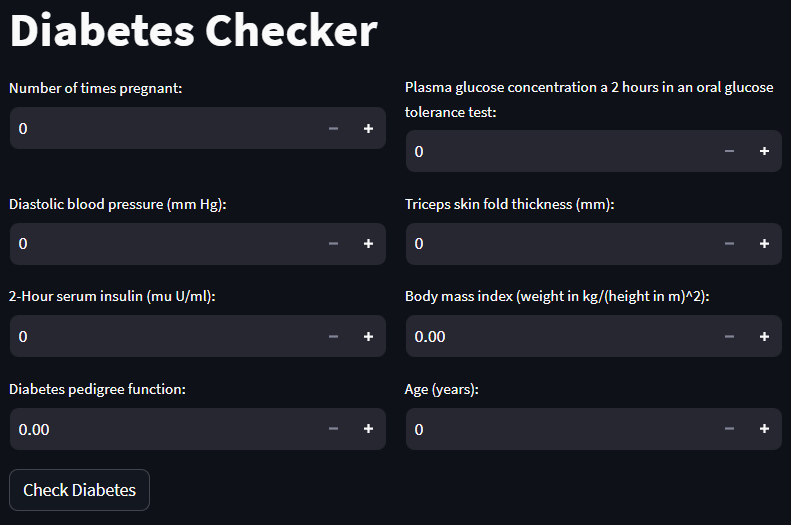 Diabetes Checker
Number of times pregnant:
0 − +
Plasma glucose concentration a 2 hours in an oral glucose
tolerance test:
0 − +
Diastolic blood pressure (mm Hg):
0 − +
Triceps skin fold thickness (mm):
0 − +
2-Hour serum insulin (mu U/ml):
0 − +
Body mass index (weight in kg/(height in m)^2):
0.00 − +
Diabetes pedigree function:
0.00 − +
Age (years):
0 − +
Check Diabetes